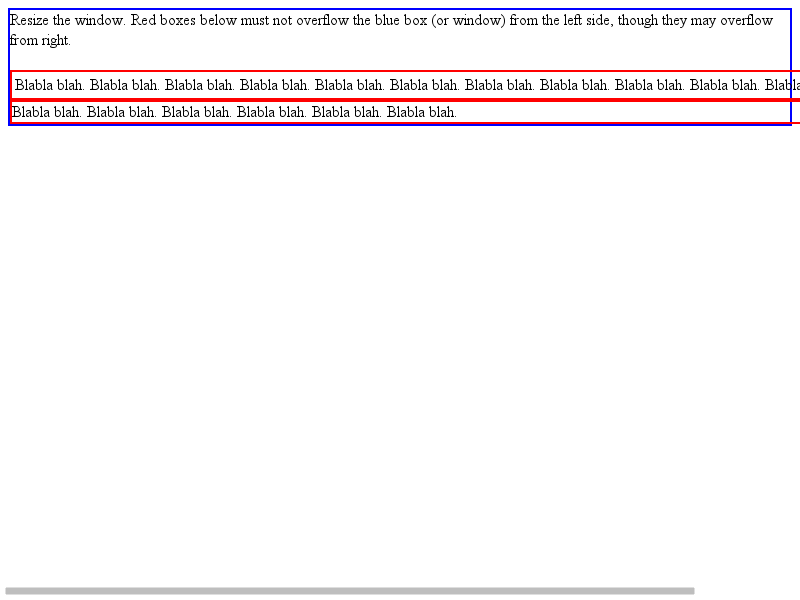 Resize the window. Red boxes below must not overflow the blue box (or window) from the left side, though they may overflow
from right.
Blabla blah. Blabla blah. Blabla blah. Blabla blah. Blabla blah. Blabla blah. Blabla blah. Blabla blah. Blabla blah. Blabla blah. Blabla
Blabla blah. Blabla blah. Blabla blah. Blabla blah. Blabla blah. Blabla blah.